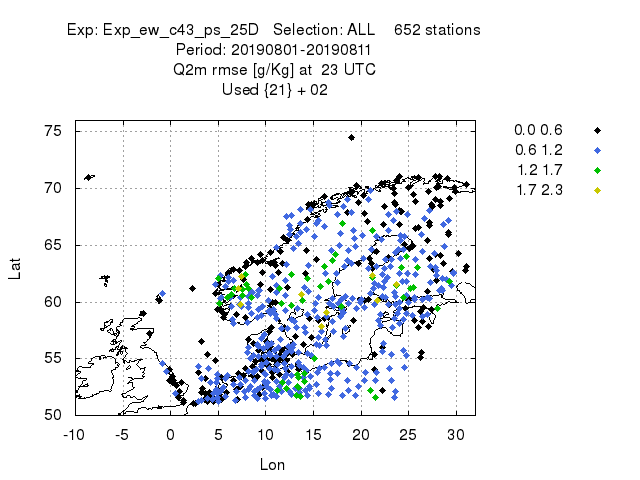 Exp: Exp_ew_c43_ps_25D Selection: ALL 652 stations
Period: 20190801-20190811
Q2m rmse [g/Kg] at 23 UTC
Used {21} + 02
0.0 0.6
0.6 1.2
1.2 1.7
1.7 2.3
75
70
65
60
55
50
Lat
-10 -5 0 5 10 15 20 25 30
Lon